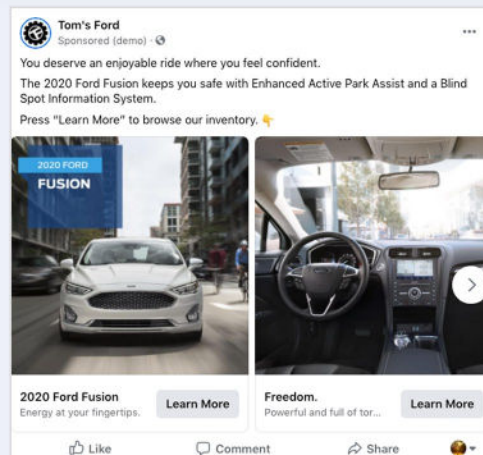 Tom's Ford
Sponsored (demo) ·
You deserve an enjoyable ride where you feel confident.
The 2020 Ford Fusion keeps you safe with Enhanced Active Park Assist and a Blind
Spot Information System.
Press "Learn More" to browse our inventory. 👇
2020 FORD
FUSION
2020 Ford Fusion
Energy at your fingertips.
Learn More
Freedom.
Powerful and full of tor...
Learn More
Like
Comment
Share